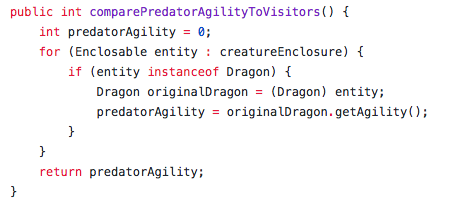 public int comparePredatorAgilityToVisitors() {
    int predatorAgility = 0;
    for (Enclosable entity : creatureEnclosure) {
        if (entity instanceof Dragon) {
            Dragon originalDragon = (Dragon) entity;
            predatorAgility = originalDragon.getAgility();
        }
    }
    return predatorAgility;
}